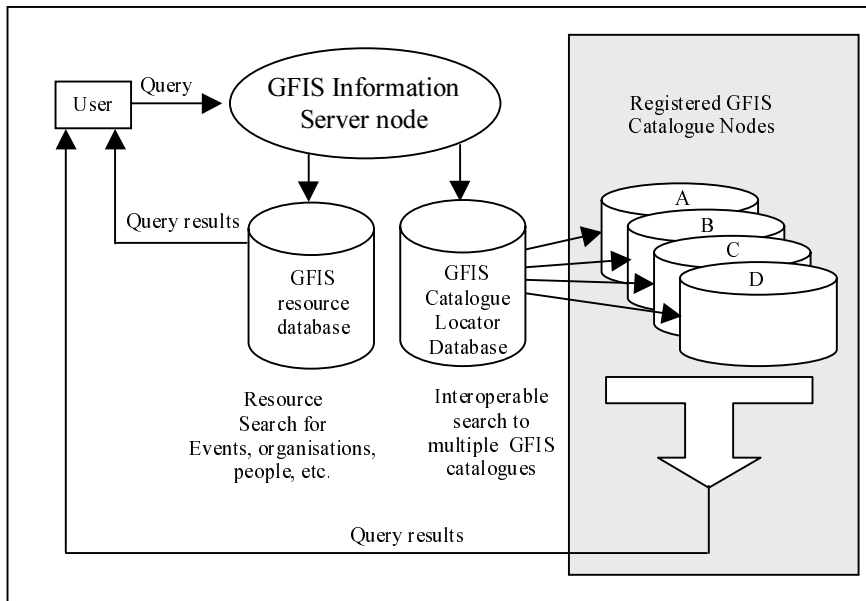 Query
User
GFIS Information
Server node
Registered GFIS
Catalogue Nodes
A
B
C
D
Query results
GFIS
resource
database
GFIS
Catalogue
Locator
Database
Resource
Search for
Events, organisations,
people, etc.
Interoperable
search to
multiple GFIS
catalogues
Query results